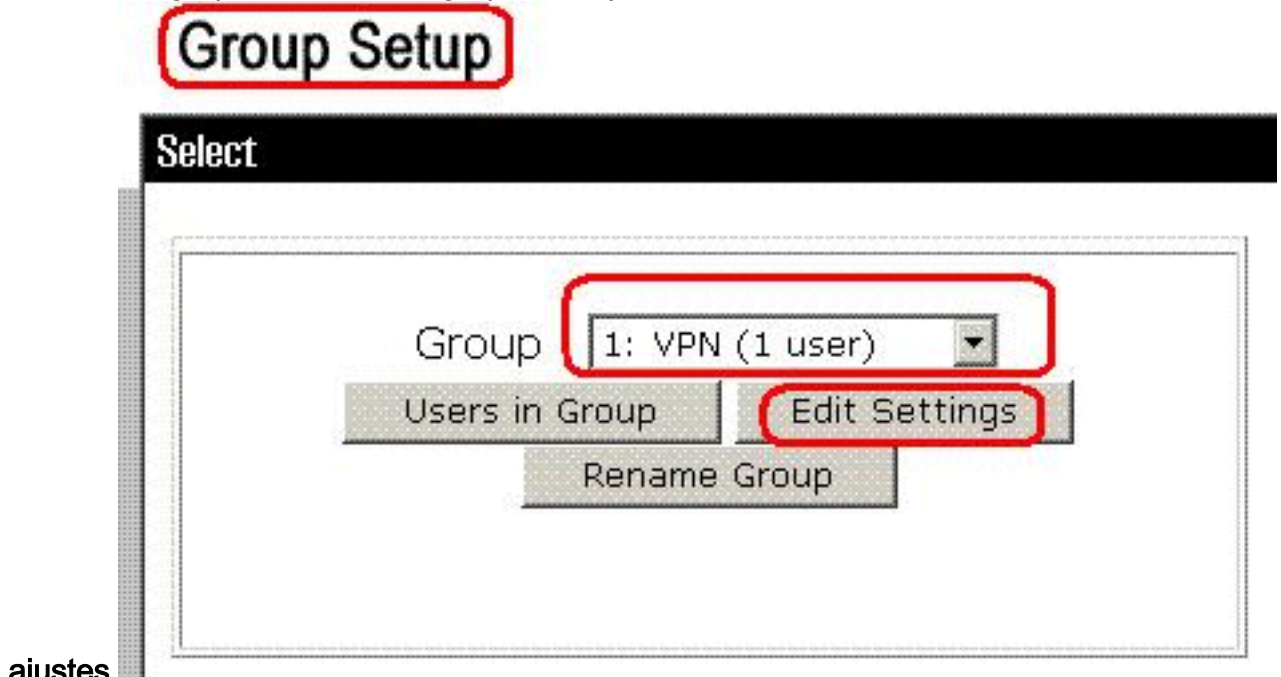 Group Setup
Select
Group 1: VPN (1 user)
Users in Group Edit Settings
Rename Group
ajustes